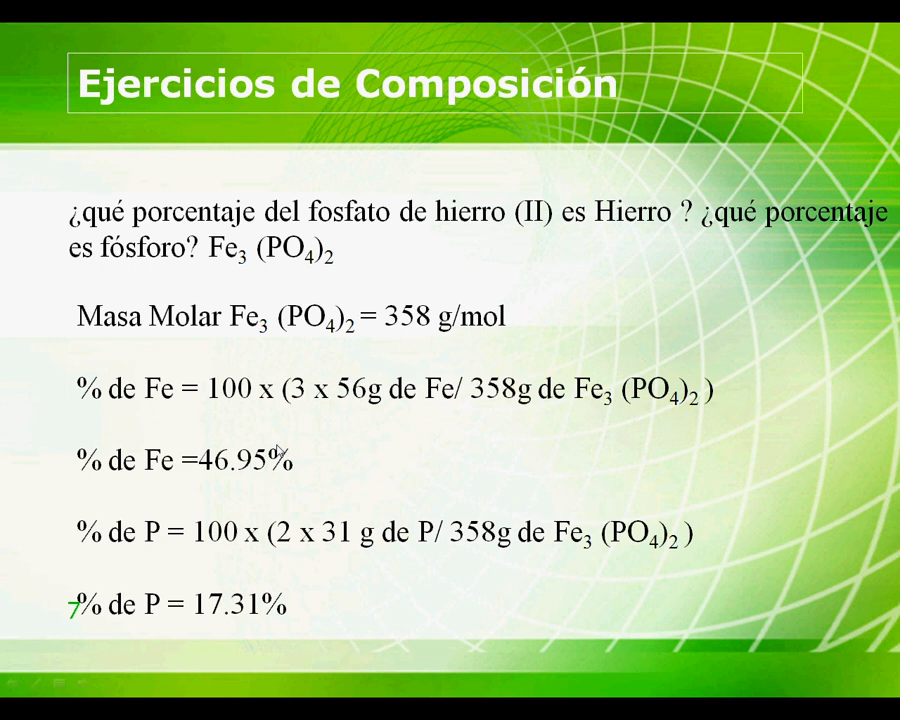 Ejercicios de Composición
¿qué porcentaje del fosfato de hierro (II) es Hierro ? ¿qué porcentaje
es fósforo? Fe₃ (PO₄)₂
Masa Molar Fe₃ (PO₄)₂ = 358 g/mol
% de Fe = 100 x (3 x 56g de Fe/ 358g de Fe₃ (PO₄)₂ )
% de Fe =46.95%
% de P = 100 x (2 x 31 g de P/ 358g de Fe₃ (PO₄)₂ )
7% de P = 17.31%